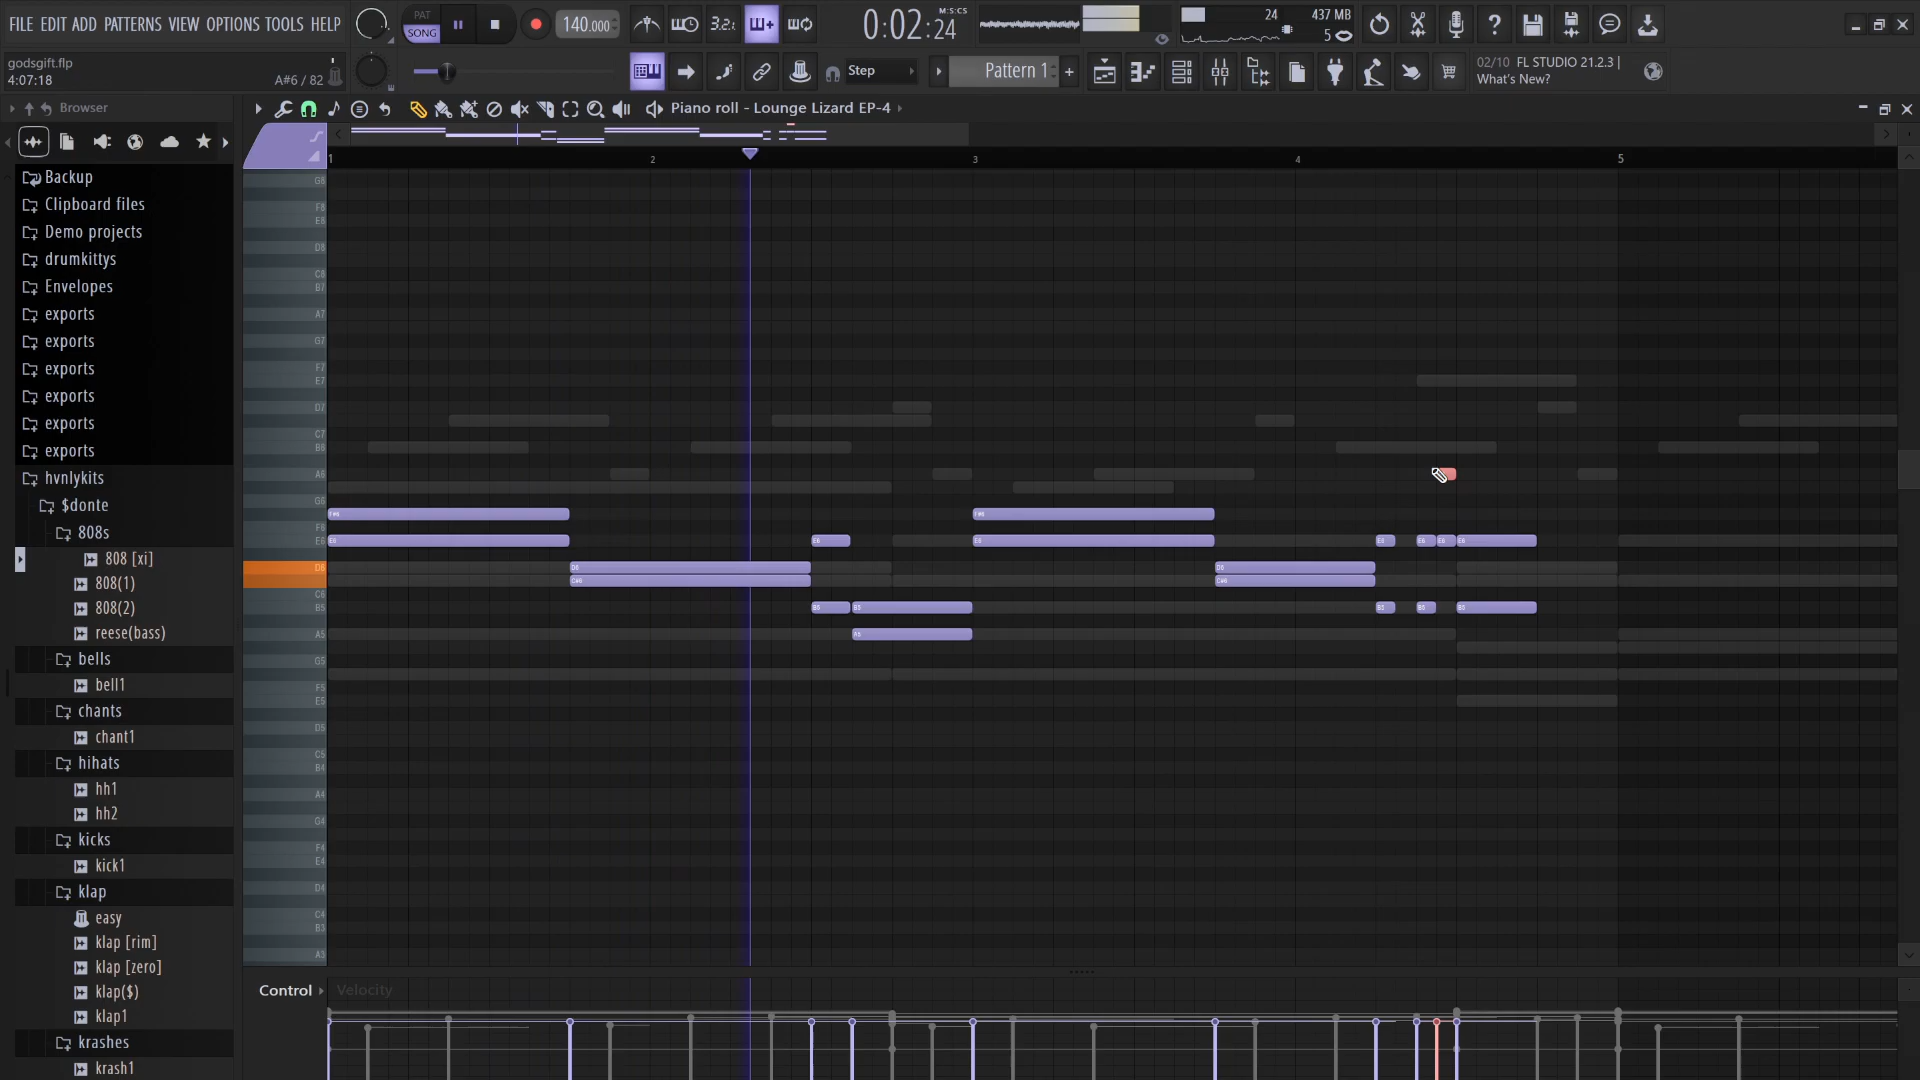 FILE EDIT ADD PATTERNS VIEW OPTIONS TOOLS HELP
PAT
SONG
140.000
3.2.
0:02:24
M:S:CS
24
437 MB
5
godsgift.flp
4:07:18
A#6 / 82
Step
Pattern 1
02/10 FL STUDIO 21.2.3 |
What's New?
Browser
Piano roll - Lounge Lizard EP-4
1 2 3 4 5
Backup
Clipboard files
Demo projects
drumkittys
Envelopes
exports
exports
exports
exports
exports
exports
hvnlykits
$donte
808s
808 [xi]
808(1)
808(2)
reese(bass)
bells
bell1
chants
chant1
hihats
hh1
hh2
kicks
kick1
klap
easy
klap [rim]
klap [zero]
klap($)
klap1
krashes
krash1
Control
Velocity